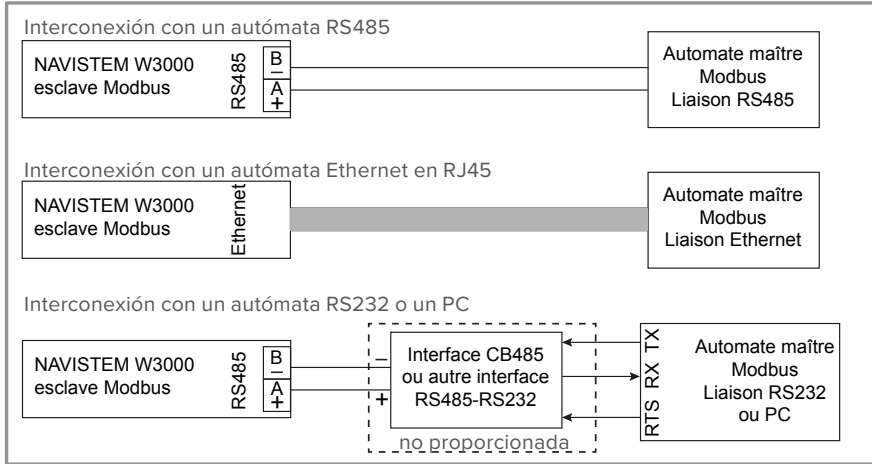 Interconexión con un autómata RS485
NAVISTEM W3000
esclave Modbus
RS485
B
–
A
+
Automate maître
Modbus
Liaison RS485
Interconexión con un autómata Ethernet en RJ45
NAVISTEM W3000
esclave Modbus
Ethernet
Automate maître
Modbus
Liaison Ethernet
Interconexión con un autómata RS232 o un PC
NAVISTEM W3000
esclave Modbus
RS485
B
–
A
+
–
+
Interface CB485
ou autre interface
RS485-RS232
no proporcionada
TX
RX
RTS
Automate maître
Modbus
Liaison RS232
ou PC